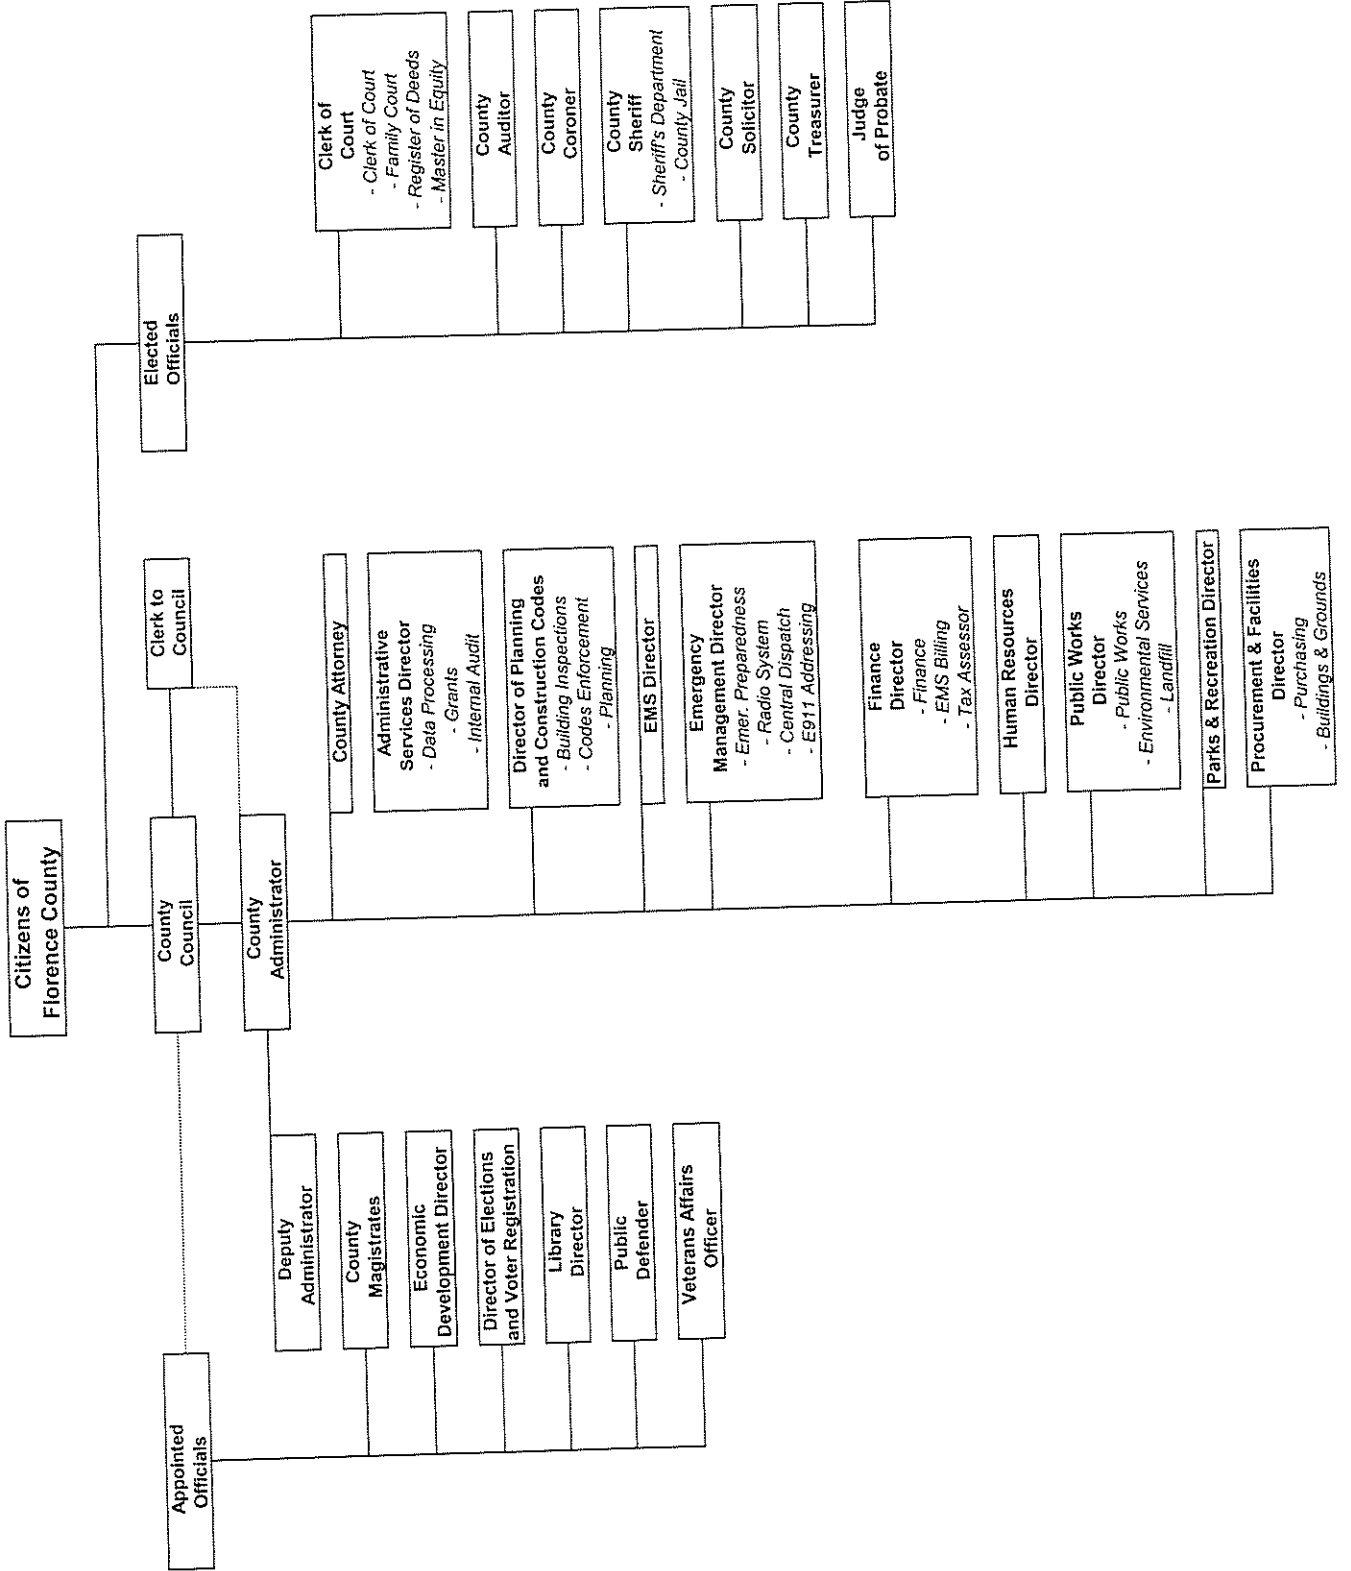 Citizens of
Florence County
County
Council
Clerk to
Council
County
Administrator
Appointed
Officials
Deputy
Administrator
County
Magistrates
Economic
Development Director
Director of Elections
and Voter Registration
Library
Director
Public
Defender
Veterans Affairs
Officer
County Attorney
Administrative
Services Director
- Data Processing
- Grants
- Internal Audit
Director of Planning
and Construction Codes
- Building Inspections
- Codes Enforcement
- Planning
EMS Director
Emergency
Management Director
- Emer. Preparedness
- Radio System
- Central Dispatch
- E911 Addressing
Finance
Director
- Finance
- EMS Billing
- Tax Assessor
Human Resources
Director
Public Works
Director
- Public Works
- Environmental Services
- Landfill
Parks & Recreation Director
Procurement & Facilities
Director
- Purchasing
- Buildings & Grounds
Elected
Officials
Clerk of
Court
- Clerk of Court
- Family Court
- Register of Deeds
- Master in Equity
County
Auditor
County
Coroner
County
Sheriff
- Sheriff's Department
- County Jail
County
Solicitor
County
Treasurer
Judge
of Probate